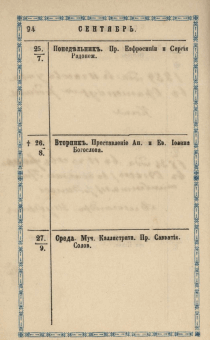 24 СЕНТЯБРЬ.
25.
7.
Понедѣльникъ. Пр. Евфросиніи и Сергія
Радонеж.
† 26.
8.
Вторникъ. Преставленіе Ап. и Ев. Іоанна
Богослова.
27.
9.
Среда. Муч. Каллистрата. Пр. Савватія.
Созов.